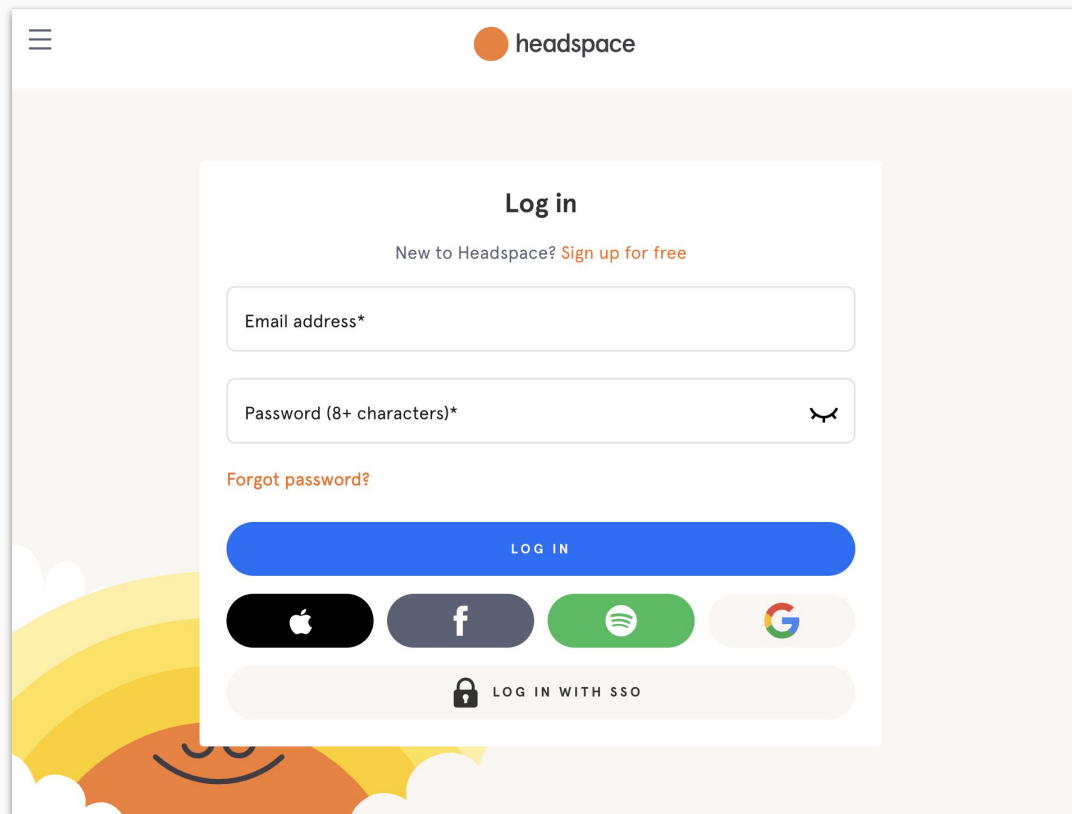 headspace
Log in
New to Headspace? Sign up for free
Email address*
Password (8+ characters)*
Forgot password?
LOG IN
LOG IN WITH SSO